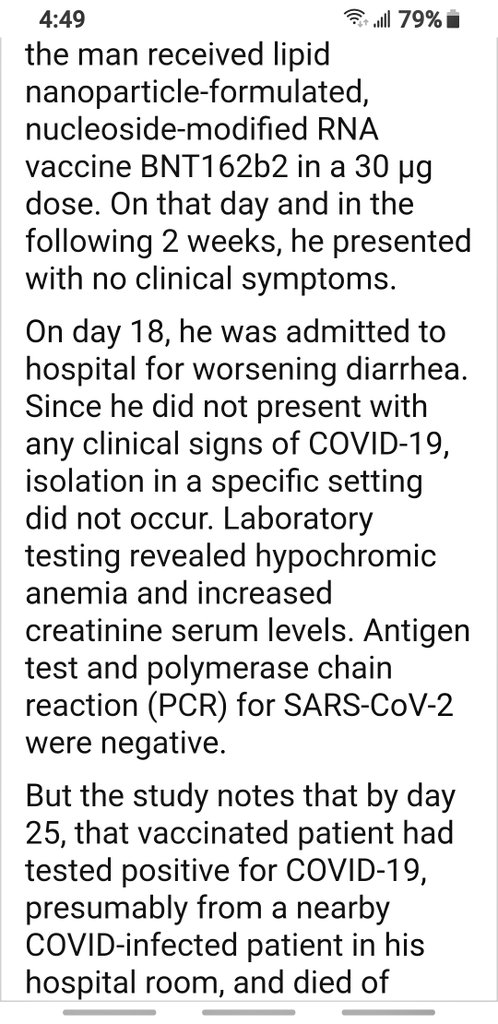 4:49 79%
the man received lipid
nanoparticle-formulated,
nucleoside-modified RNA
vaccine BNT162b2 in a 30 μg
dose. On that day and in the
following 2 weeks, he presented
with no clinical symptoms.
On day 18, he was admitted to
hospital for worsening diarrhea.
Since he did not present with
any clinical signs of COVID-19,
isolation in a specific setting
did not occur. Laboratory
testing revealed hypochromic
anemia and increased
creatinine serum levels. Antigen
test and polymerase chain
reaction (PCR) for SARS-CoV-2
were negative.
But the study notes that by day
25, that vaccinated patient had
tested positive for COVID-19,
presumably from a nearby
COVID-infected patient in his
hospital room, and died of